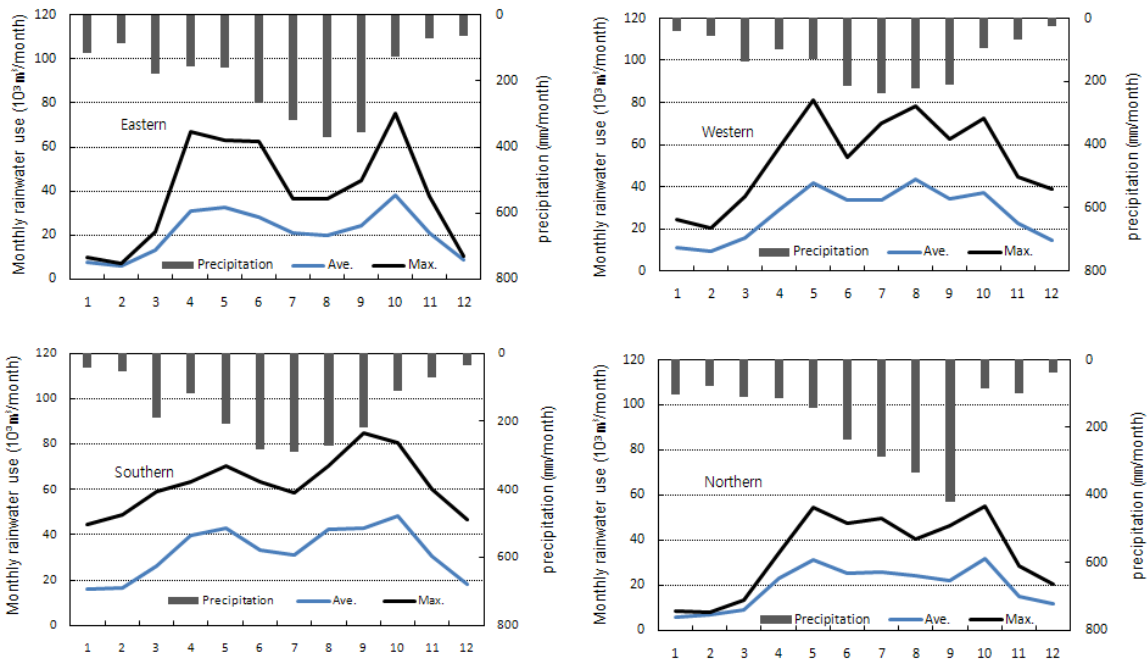 Monthly rainwater use (10³㎥/month)
120
100
80
60
40
20
0
Eastern
Precipitation Ave. Max.
1 2 3 4 5 6 7 8 9 10 11 12
0
200
400
600
800
precipitation (㎜/month)
Monthly rainwater use (10³㎥/month)
120
100
80
60
40
20
0
Western
Precipitation Ave. Max.
1 2 3 4 5 6 7 8 9 10 11 12
0
200
400
600
800
precipitation (㎜/month)
Monthly rainwater use (10³㎥/month)
120
100
80
60
40
20
0
Southern
Precipitation Ave. Max.
1 2 3 4 5 6 7 8 9 10 11 12
0
200
400
600
800
precipitation (㎜/month)
Monthly rainwater use (10³㎥/month)
120
100
80
60
40
20
0
Northern
Precipitation Ave. Max.
1 2 3 4 5 6 7 8 9 10 11 12
0
200
400
600
800
precipitation (㎜/month)